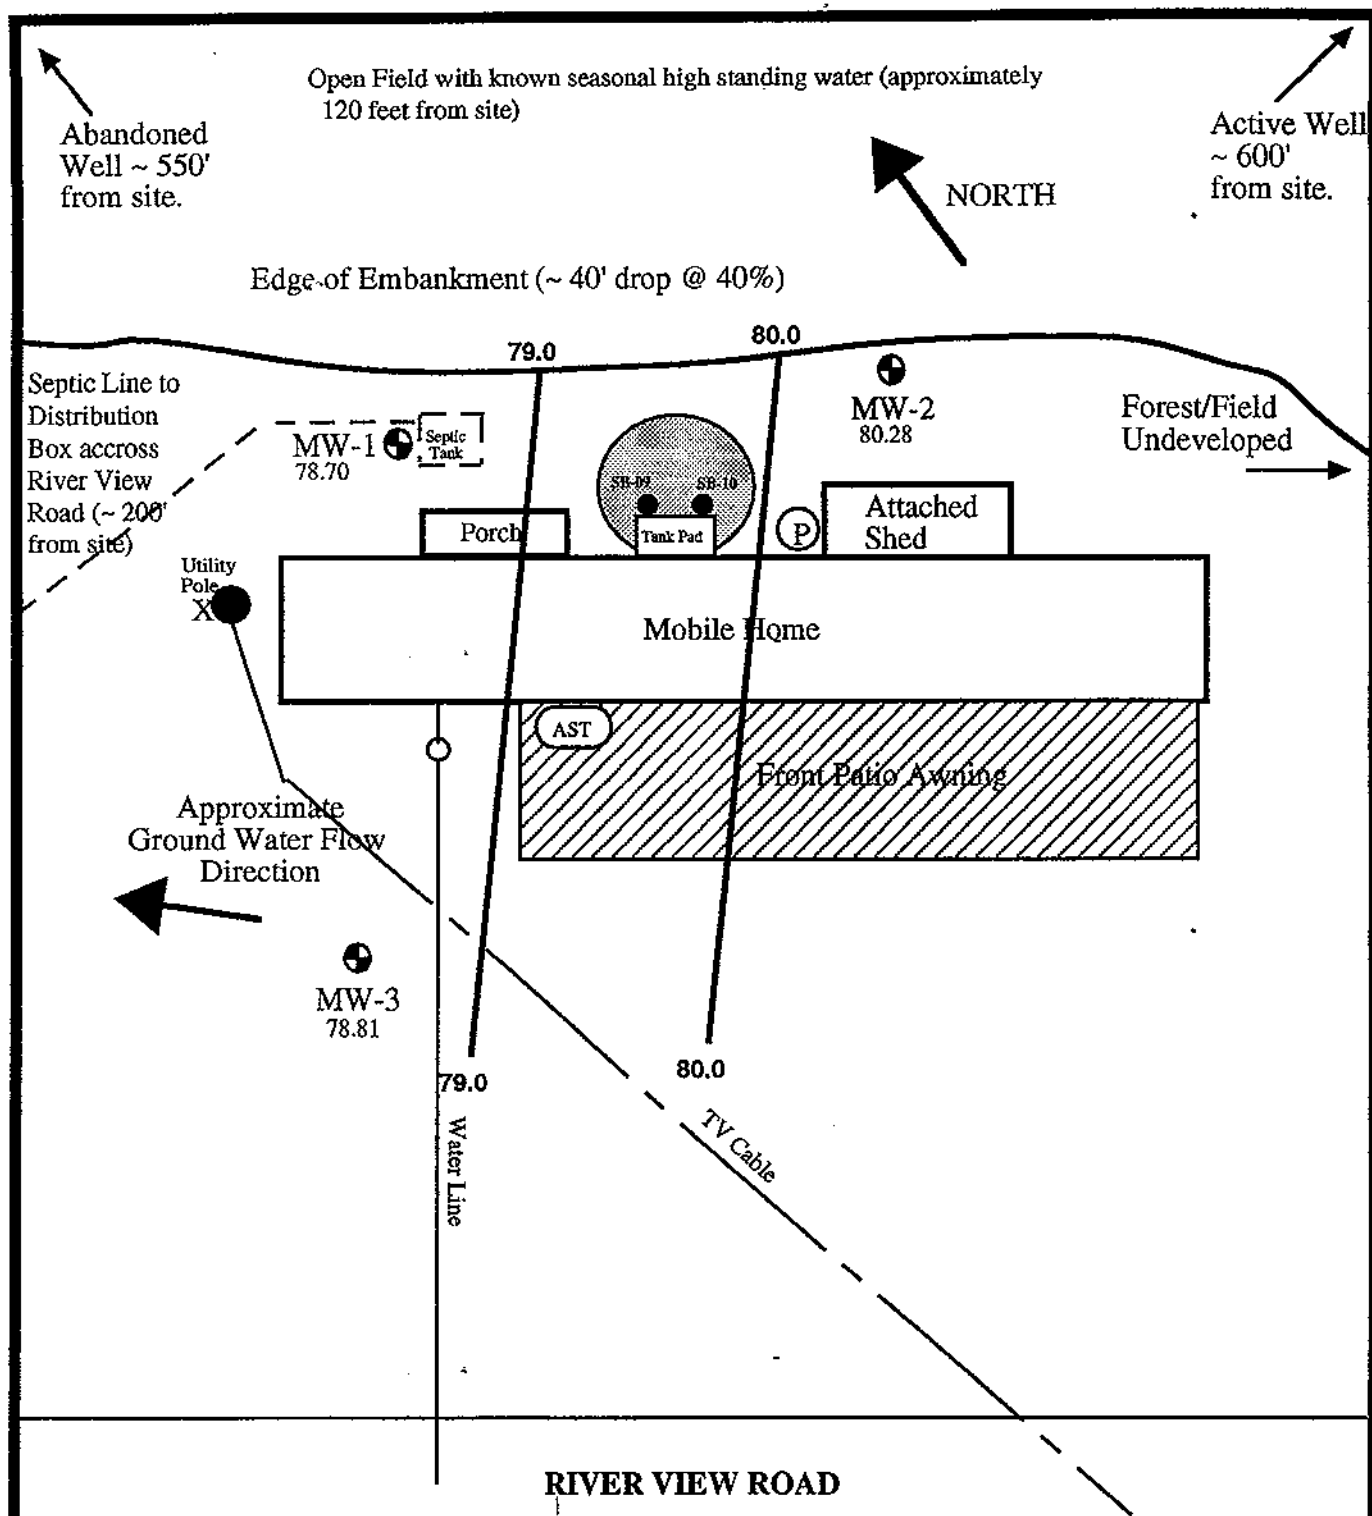 Open Field with known seasonal high standing water (approximately
120 feet from site)
Abandoned
Well ~ 550'
from site.
Active Well
~ 600'
from site.
NORTH
Edge of Embankment (~ 40' drop @ 40%)
79.0
80.0
Septic Line to
Distribution
Box accross
River View
Road (~ 200'
from site)
MW-1
78.70
Septic
Tank
MW-2
80.28
Forest/Field
Undeveloped
SB-09
SB-10
Tank Pad
Porch
P
Attached
Shed
Utility
Pole
X
Mobile Home
AST
Front Patio Awning
Approximate
Ground Water Flow
Direction
MW-3
78.81
79.0
80.0
Water Line
TV Cable
RIVER VIEW ROAD